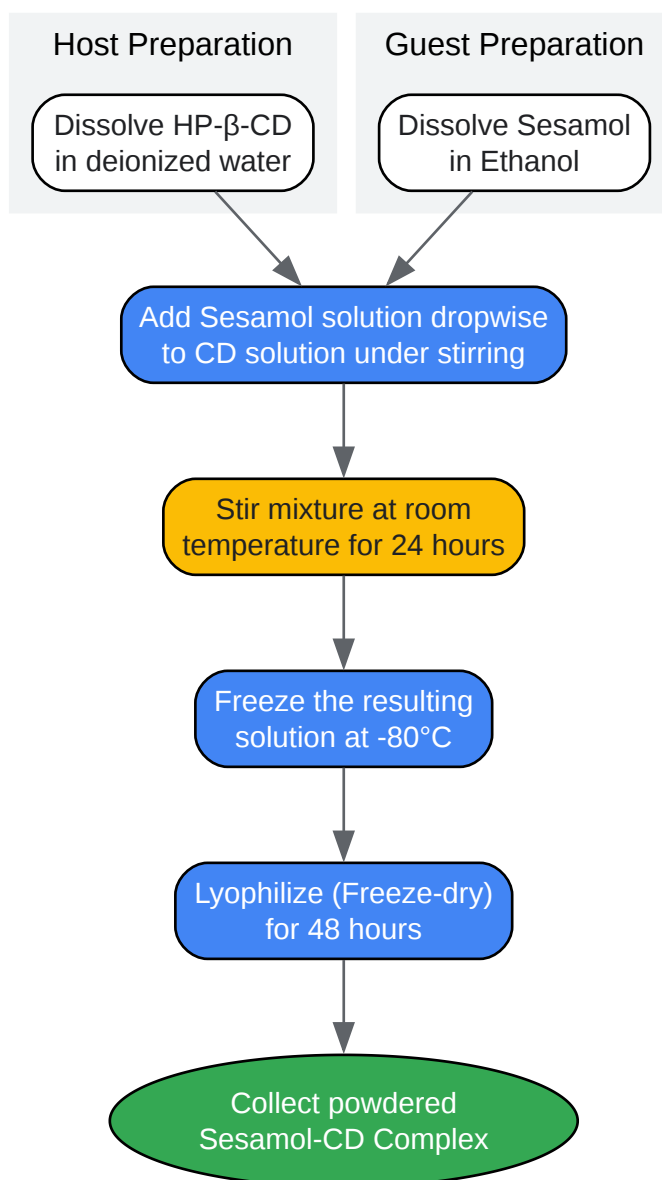 Host Preparation
Guest Preparation
Dissolve HP-β-CD
in deionized water
Dissolve Sesamol
in Ethanol
Add Sesamol solution dropwise
to CD solution under stirring
Stir mixture at room
temperature for 24 hours
Freeze the resulting
solution at -80°C
Lyophilize (Freeze-dry)
for 48 hours
Collect powdered
Sesamol-CD Complex